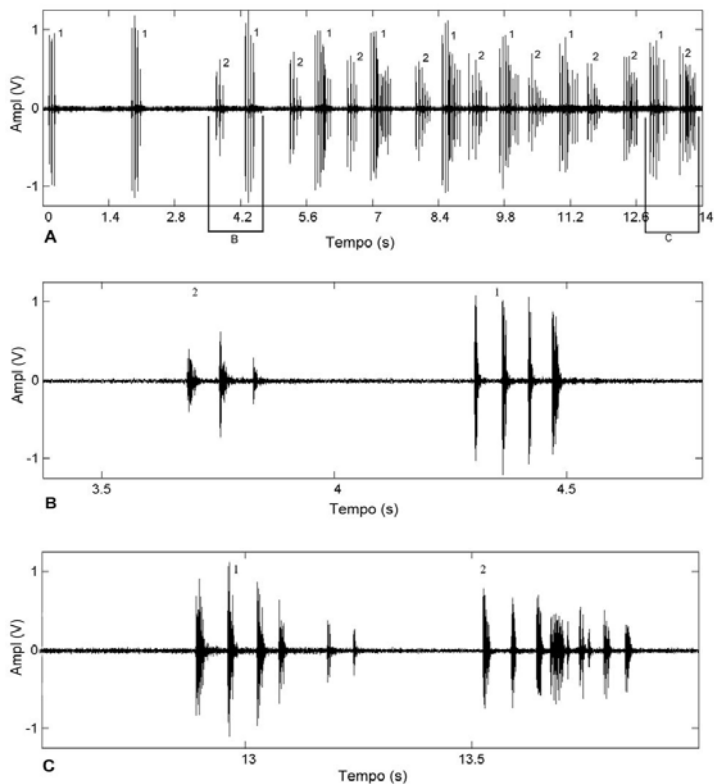 1 1 1 2 1 2 1 2 1 2 1 2 1 2 2 1 2 2
1
0
-1
Ampl (V)
0 1.4 2.8 4.2 5.6 7 8.4 9.8 11.2 12.6 14
A B Tempo (s) C
2 1
1
0
-1
Ampl (V)
3.5 4 4.5
B Tempo (s)
1 2
1
0
-1
Ampl (V)
13 13.5
C Tempo (s)